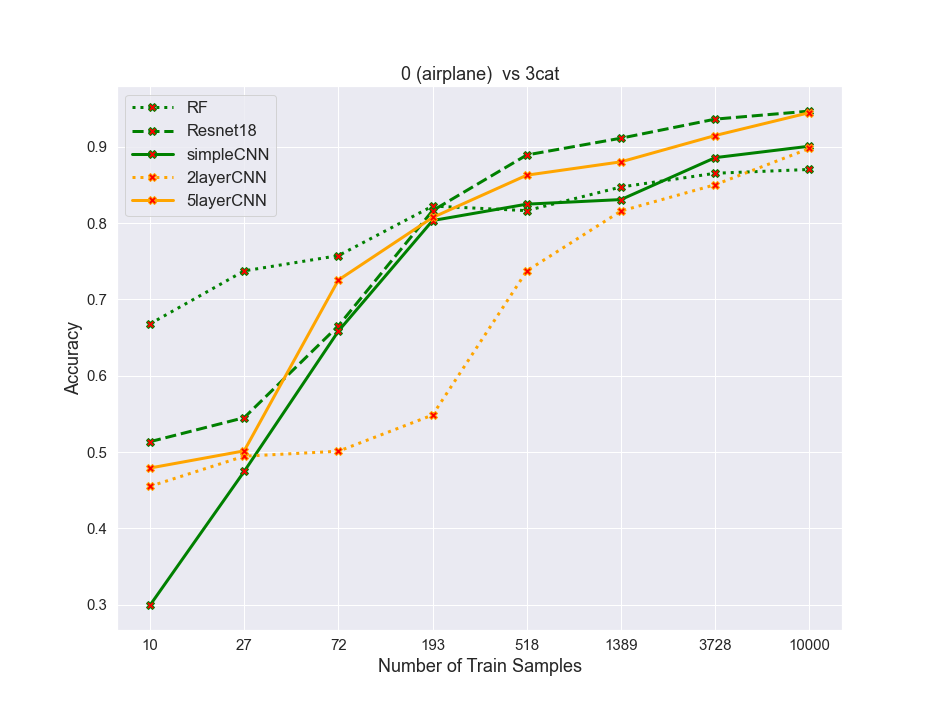 0 (airplane)  vs 3cat
RF
Resnet18
simpleCNN
2layerCNN
5layerCNN
Accuracy
0.9
0.8
0.7
0.6
0.5
0.4
0.3
10 27 72 193 518 1389 3728 10000
Number of Train Samples